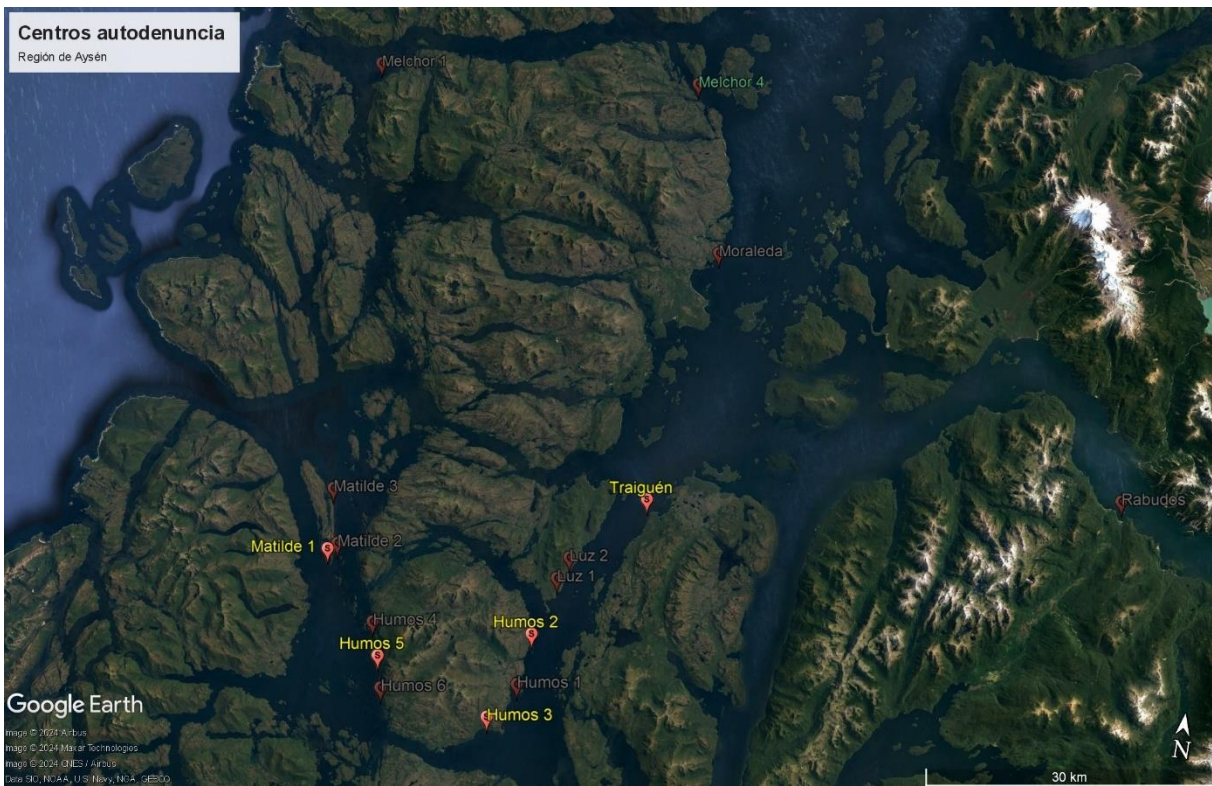 Centros autodenuncia
Región de Aysén
Melchor 1
Melchor 4
Moraleda
Matilde 3
Traiguén
Rabudos
Matilde 1
Matilde 2
Luz 2
Luz 1
Humos 4
Humos 2
Humos 5
Humos 6
Humos 1
Humos 3
Google Earth
Image © 2024 Airbus
Image © 2024 Maxar Technologies
Image © 2024 CNES / Airbus
Data SIO, NOAA, U.S. Navy, NGA, GEBCO
N
30 km